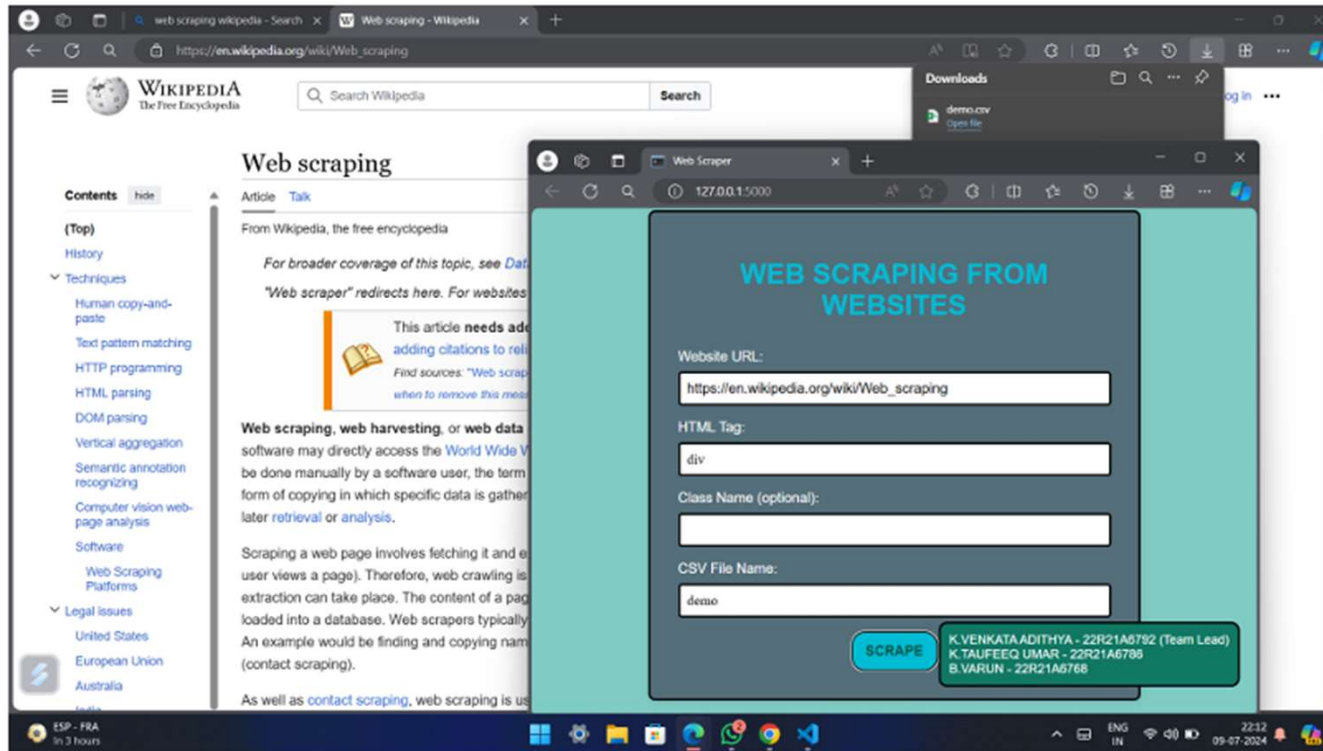 web scraping wikipedia - Search
Web scraping - Wikipedia
https://en.wikipedia.org/wiki/Web_scraping
WIKIPEDIA
The Free Encyclopedia
Search Wikipedia
Search
og in
Downloads
demo.csv
Open file
Web scraping
Article Talk
From Wikipedia, the free encyclopedia
For broader coverage of this topic, see Dat
"Web scraper" redirects here. For websites
This article needs ad
adding citations to reli
Find sources: "Web scrap
when to remove this mess
Web scraping, web harvesting, or web data
software may directly access the World Wide W
be done manually by a software user, the term
form of copying in which specific data is gather
later retrieval or analysis.
Scraping a web page involves fetching it and e
user views a page). Therefore, web crawling is
extraction can take place. The content of a pag
loaded into a database. Web scrapers typically
An example would be finding and copying nam
(contact scraping).
As well as contact scraping, web scraping is us
Contents hide
(Top)
History
Techniques
Human copy-and-
paste
Text pattern matching
HTTP programming
HTML parsing
DOM parsing
Vertical aggregation
Semantic annotation
recognizing
Computer vision web-
page analysis
Software
Web Scraping
Platforms
Legal issues
United States
European Union
Australia
India
Web Scraper
127.0.0.1:5000
WEB SCRAPING FROM
WEBSITES
Website URL:
https://en.wikipedia.org/wiki/Web_scraping
HTML Tag:
div
Class Name (optional):
CSV File Name:
demo
SCRAPE
K.VENKATA ADITHYA - 22R21A6792 (Team Lead)
K.TAUFEEQ UMAR - 22R21A6786
B.VARUN - 22R21A6768
ESP - FRA
In 3 hours
2
ENG
IN
22:12
09-07-2024